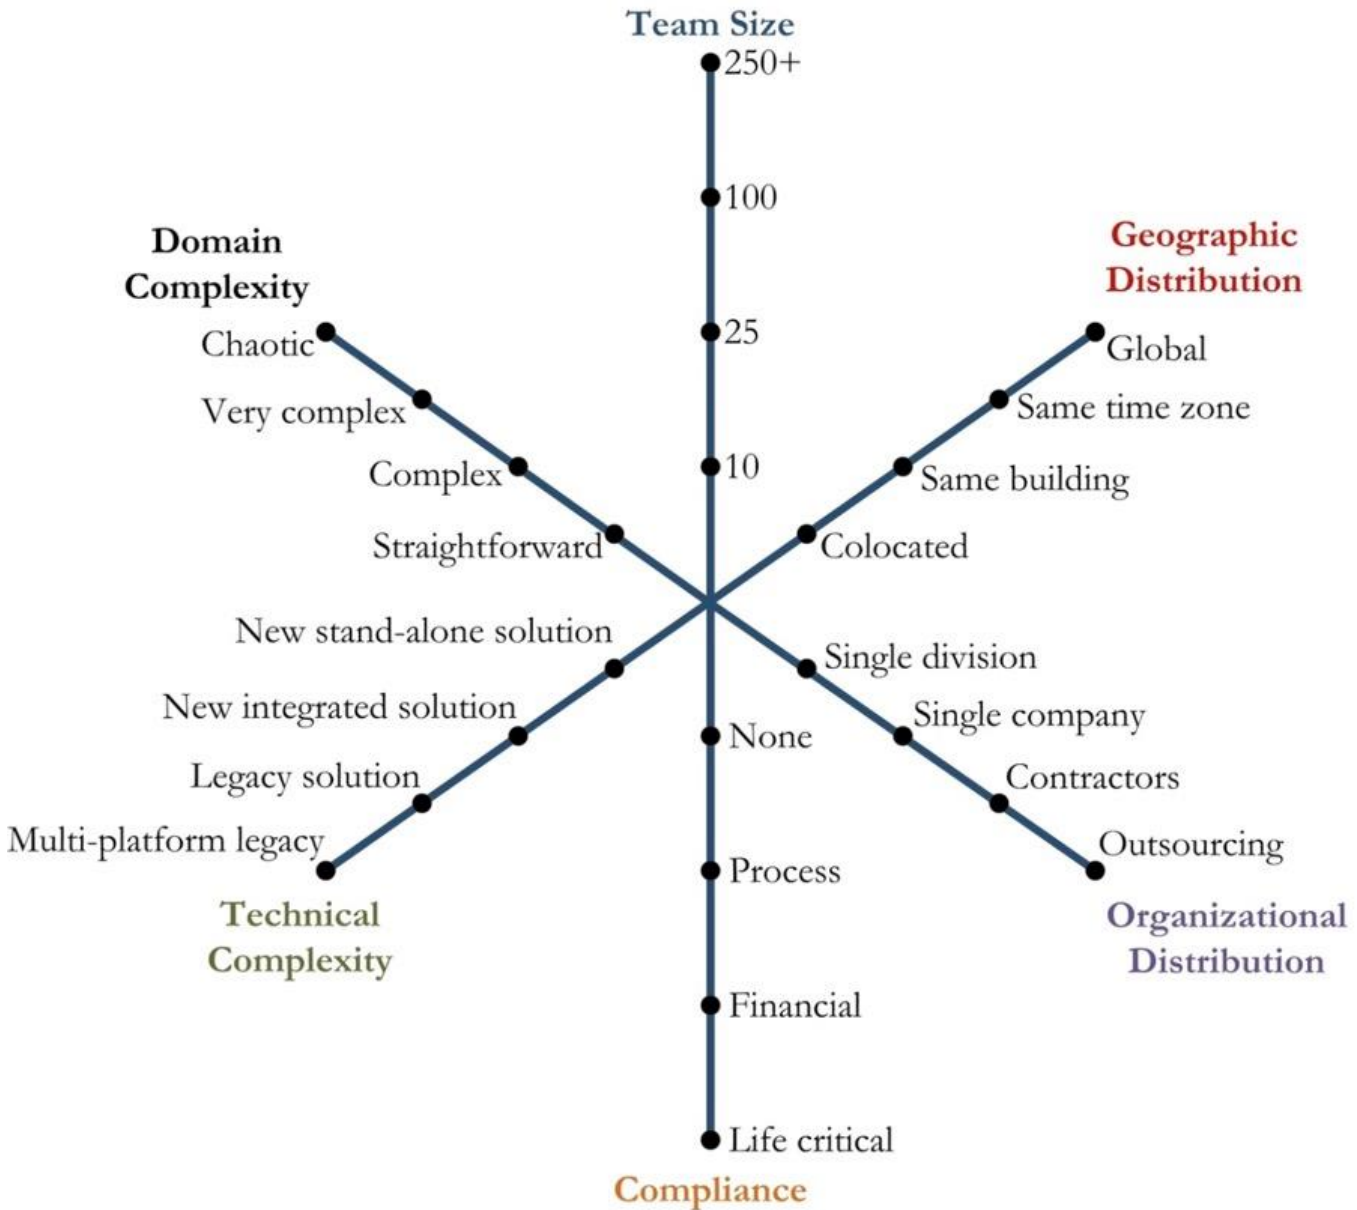 Team Size
250+
100
25
10
Geographic
Distribution
Global
Same time zone
Same building
Colocated
Single division
Single company
Contractors
Outsourcing
Organizational
Distribution
None
Process
Financial
Life critical
Compliance
New stand-alone solution
New integrated solution
Legacy solution
Multi-platform legacy
Technical
Complexity
Domain
Complexity
Chaotic
Very complex
Complex
Straightforward